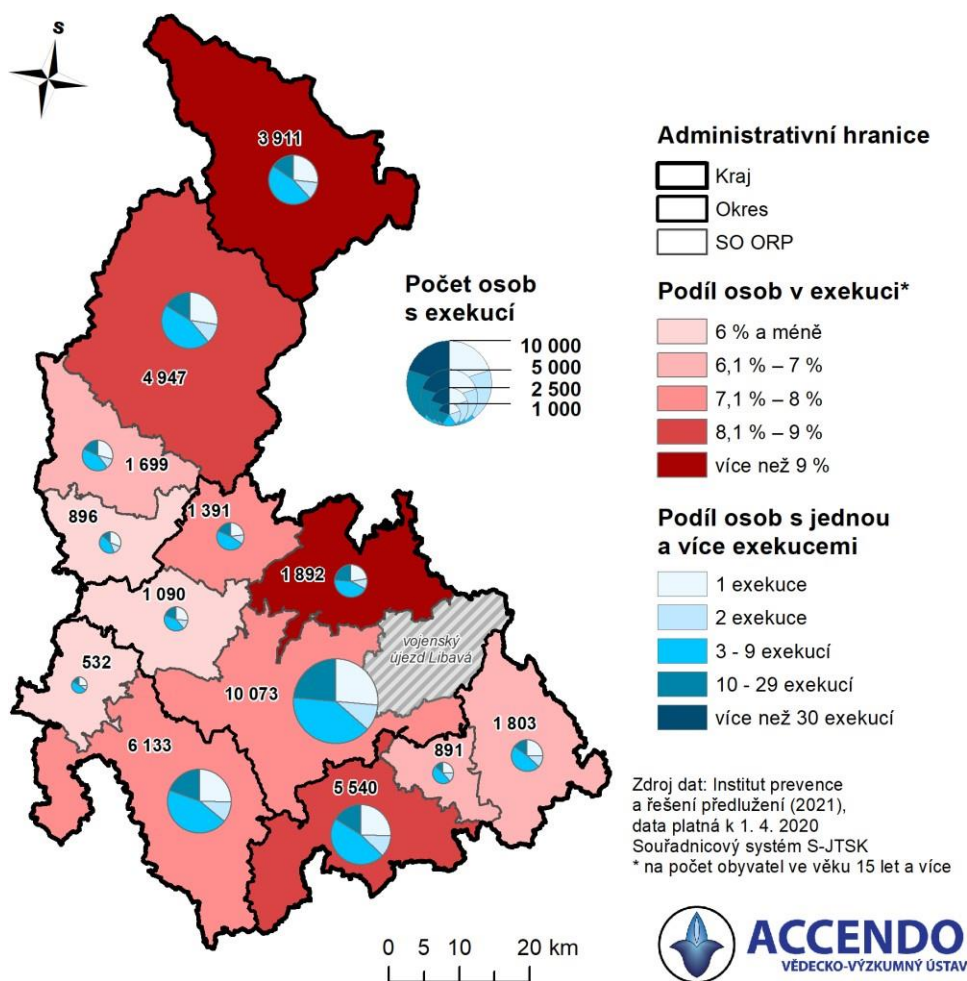 s
3 911
4 947
1 699
896
1 391
1 892
1 090
vojenský
újezd Libavá
532
10 073
1 803
6 133
891
5 540
Počet osob
s exekucí
10 000
5 000
2 500
1 000
Administrativní hranice
Kraj
Okres
SO ORP
Podíl osob v exekuci*
6 % a méně
6,1 % – 7 %
7,1 % – 8 %
8,1 % – 9 %
více než 9 %
Podíl osob s jednou
a více exekucemi
1 exekuce
2 exekuce
3 - 9 exekucí
10 - 29 exekucí
více než 30 exekucí
Zdroj dat: Institut prevence
a řešení předlužení (2021),
data platná k 1. 4. 2020
Souřadnicový systém S-JTSK
* na počet obyvatel ve věku 15 let a více
0 5 10 20 km
ACCENDO
VĚDECKO-VÝZKUMNÝ ÚSTAV